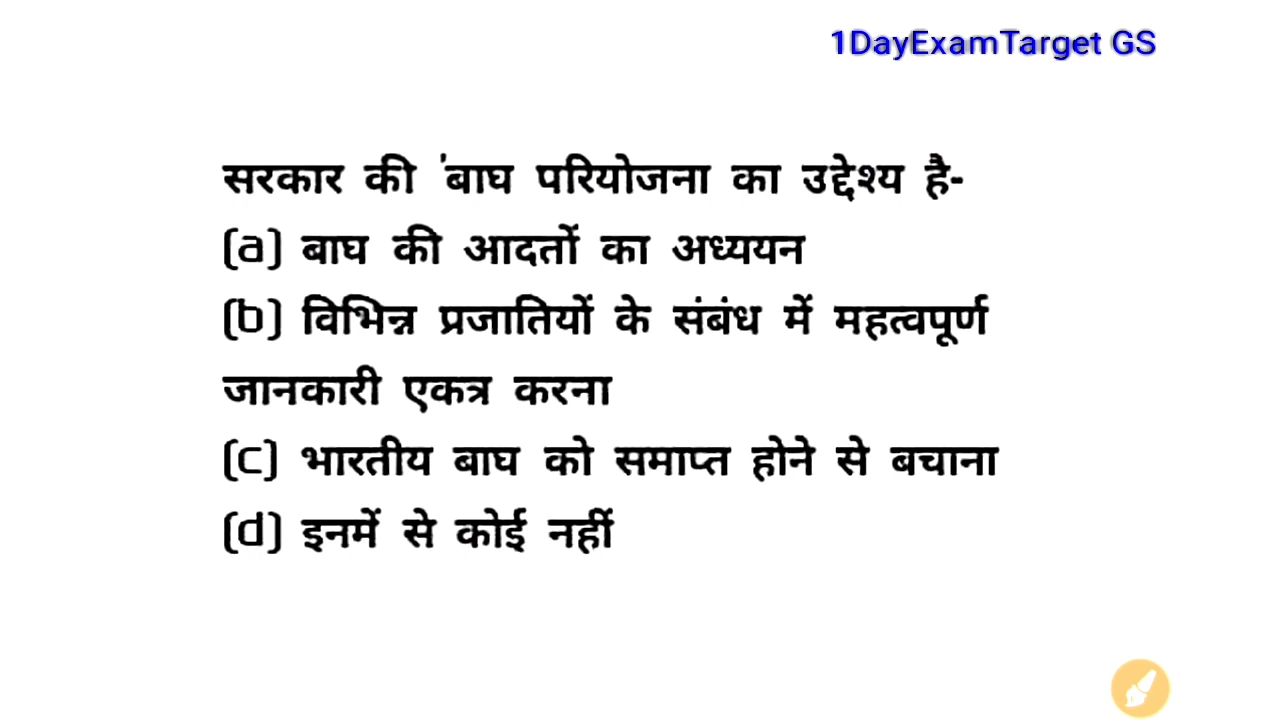 1DayExamTarget GS
सरकार की 'बाघ परियोजना का उद्देश्य है-
(a) बाघ की आदतों का अध्ययन
(b) विभिन्न प्रजातियों के संबंध में महत्वपूर्ण
जानकारी एकत्र करना
(c) भारतीय बाघ को समाप्त होने से बचाना
(d) इनमें से कोई नहीं